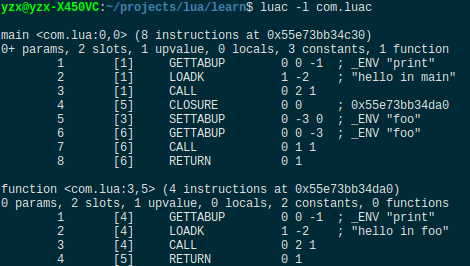 yzx@yzx-X450VC:~/projects/lua/learn$ luac -l com.luac
main <com.lua:0,0> (8 instructions at 0x55e73bb34c30)
0+ params, 2 slots, 1 upvalue, 0 locals, 3 constants, 1 function
1 [1] GETTABUP 0 0 -1 ; _ENV "print"
2 [1] LOADK 1 -2 ; "hello in main"
3 [1] CALL 0 2 1
4 [5] CLOSURE 0 0 ; 0x55e73bb34da0
5 [3] SETTABUP 0 -3 0 ; _ENV "foo"
6 [6] GETTABUP 0 0 -3 ; _ENV "foo"
7 [6] CALL 0 1 1
8 [6] RETURN 0 1
function <com.lua:3,5> (4 instructions at 0x55e73bb34da0)
0 params, 2 slots, 1 upvalue, 0 locals, 2 constants, 0 functions
1 [4] GETTABUP 0 0 -1 ; _ENV "print"
2 [4] LOADK 1 -2 ; "hello in foo"
3 [4] CALL 0 2 1
4 [5] RETURN 0 1